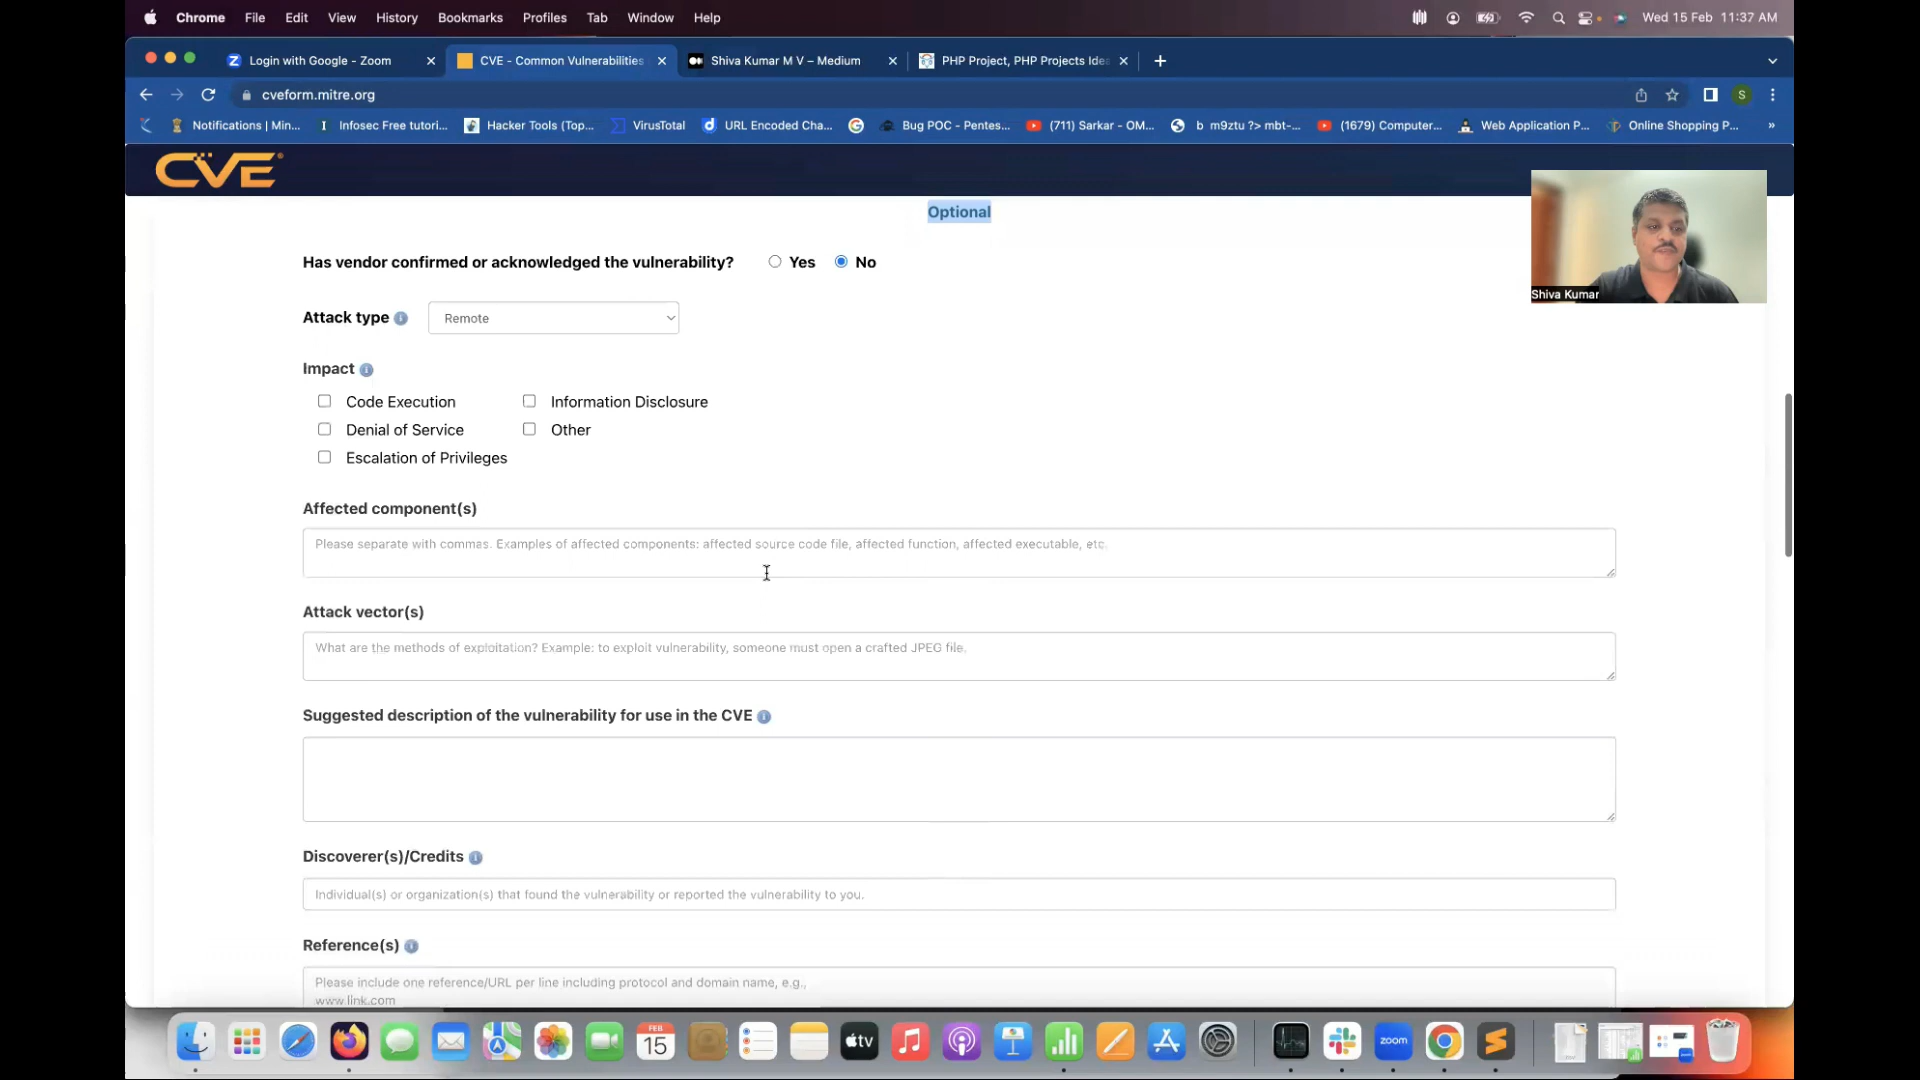 Chrome File Edit View History Bookmarks Profiles Tab Window Help Wed 15 Feb 11:37 AM
Login with Google - Zoom CVE - Common Vulnerabilities Shiva Kumar M V – Medium PHP Project, PHP Projects Idea
cveform.mitre.org S
Notifications | Min... Infosec Free tutori... Hacker Tools (Top... VirusTotal URL Encoded Cha... Bug POC - Pentes... (711) Sarkar - OM... b m9ztu ?> mbt-... (1679) Computer... Web Application P... Online Shopping P... »
CVE
Optional
Has vendor confirmed or acknowledged the vulnerability? Yes No
Shiva Kumar
Attack type Remote
Impact
Code Execution Information Disclosure
Denial of Service Other
Escalation of Privileges
Affected component(s)
Please separate with commas. Examples of affected components: affected source code file, affected function, affected executable, etc.
Attack vector(s)
What are the methods of exploitation? Example: to exploit vulnerability, someone must open a crafted JPEG file.
Suggested description of the vulnerability for use in the CVE
Discoverer(s)/Credits
Individual(s) or organization(s) that found the vulnerability or reported the vulnerability to you.
Reference(s)
Please include one reference/URL per line including protocol and domain name, e.g.,
www.link.com
FEB
15 tv zoom